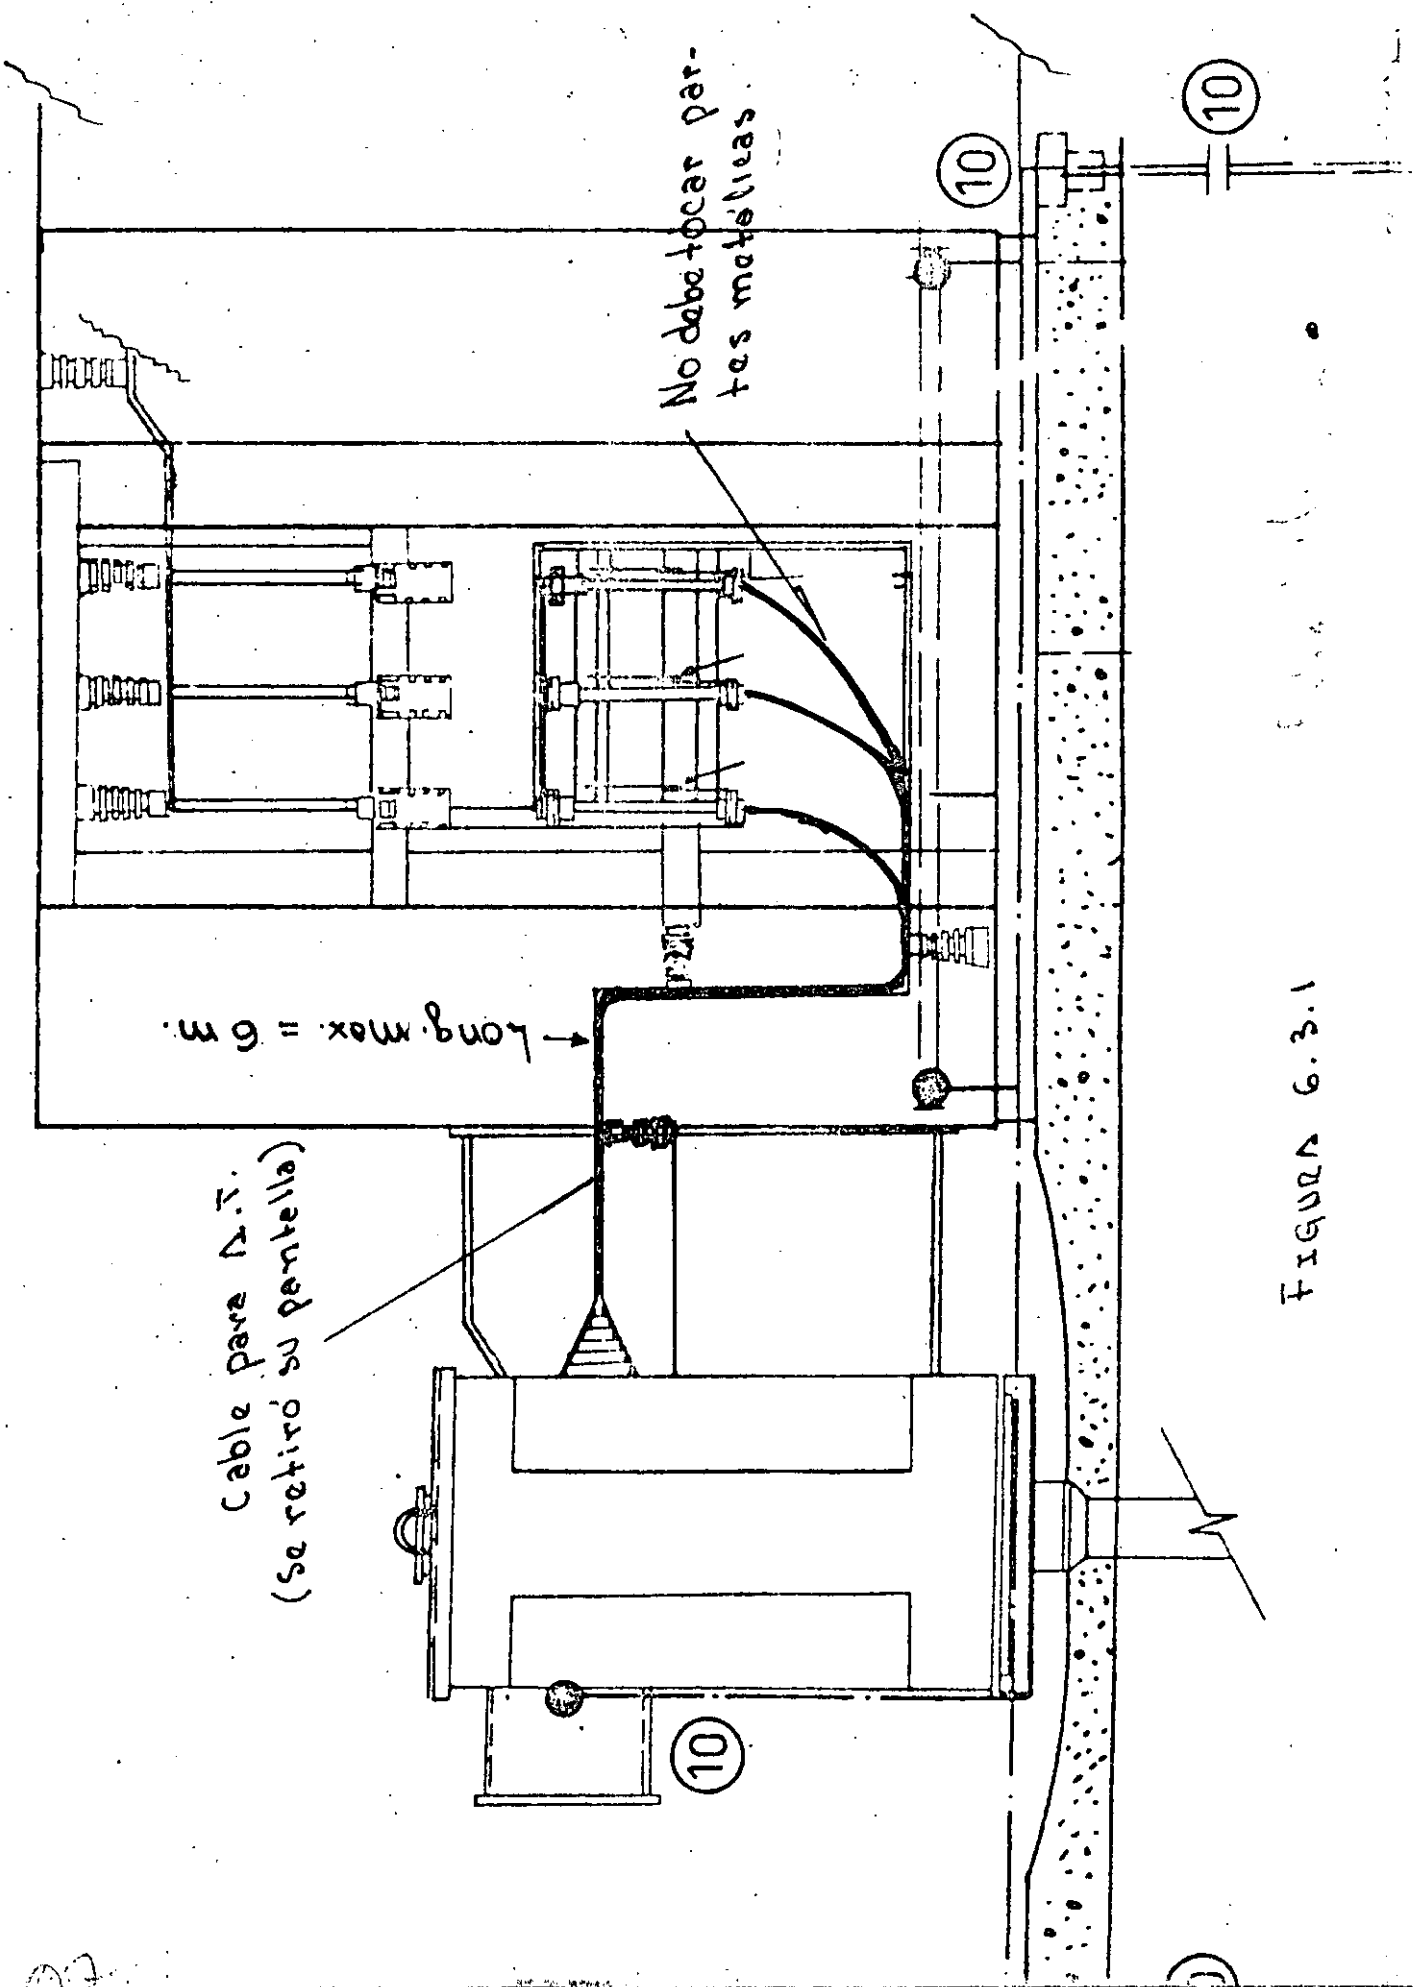 No debe tocar par-
tes metálicas.
10
10
Long. max. = 6 m.
Cable para A.T.
(Se retiró su pantalla)
10
FIGURA 6.3.1